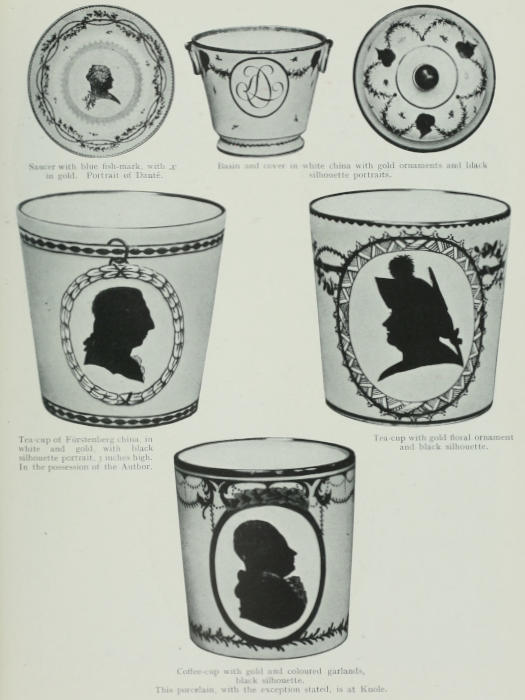 Saucer with blue fish-mark, with x
in gold. Portrait of Danté.
Basin and cover in white china with gold ornaments and black
silhouette portraits.
Tea-cup of Fürstenberg china, in
white and gold, with black
silhouette portrait, 3 inches high.
In the possession of the Author.
Tea-cup with gold floral ornament
and black silhouette.
Coffee-cup with gold and coloured garlands,
black silhouette.
This porcelain, with the exception stated, is at Knole.